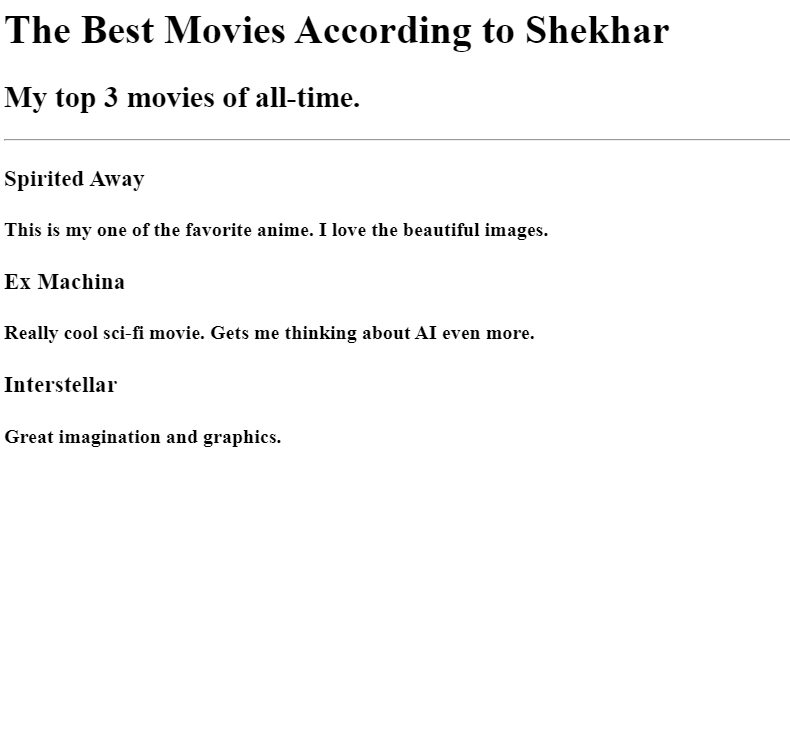 The Best Movies According to Shekhar
My top 3 movies of all-time.
Spirited Away
This is my one of the favorite anime. I love the beautiful images.
Ex Machina
Really cool sci-fi movie. Gets me thinking about AI even more.
Interstellar
Great imagination and graphics.